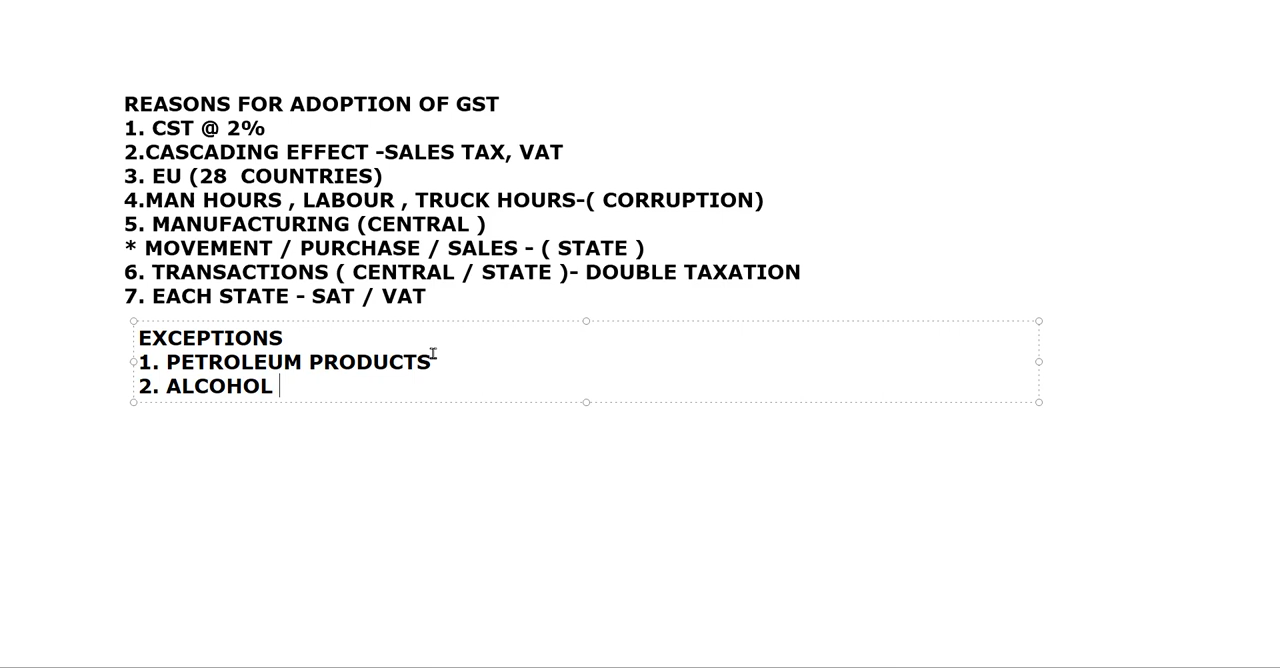 REASONS FOR ADOPTION OF GST
1. CST @ 2%
2.CASCADING EFFECT -SALES TAX, VAT
3. EU (28  COUNTRIES)
4.MAN HOURS , LABOUR , TRUCK HOURS-( CORRUPTION)
5. MANUFACTURING (CENTRAL )
* MOVEMENT / PURCHASE / SALES - ( STATE )
6. TRANSACTIONS ( CENTRAL / STATE )- DOUBLE TAXATION
7. EACH STATE - SAT / VAT
EXCEPTIONS
1. PETROLEUM PRODUCTS
2. ALCOHOL